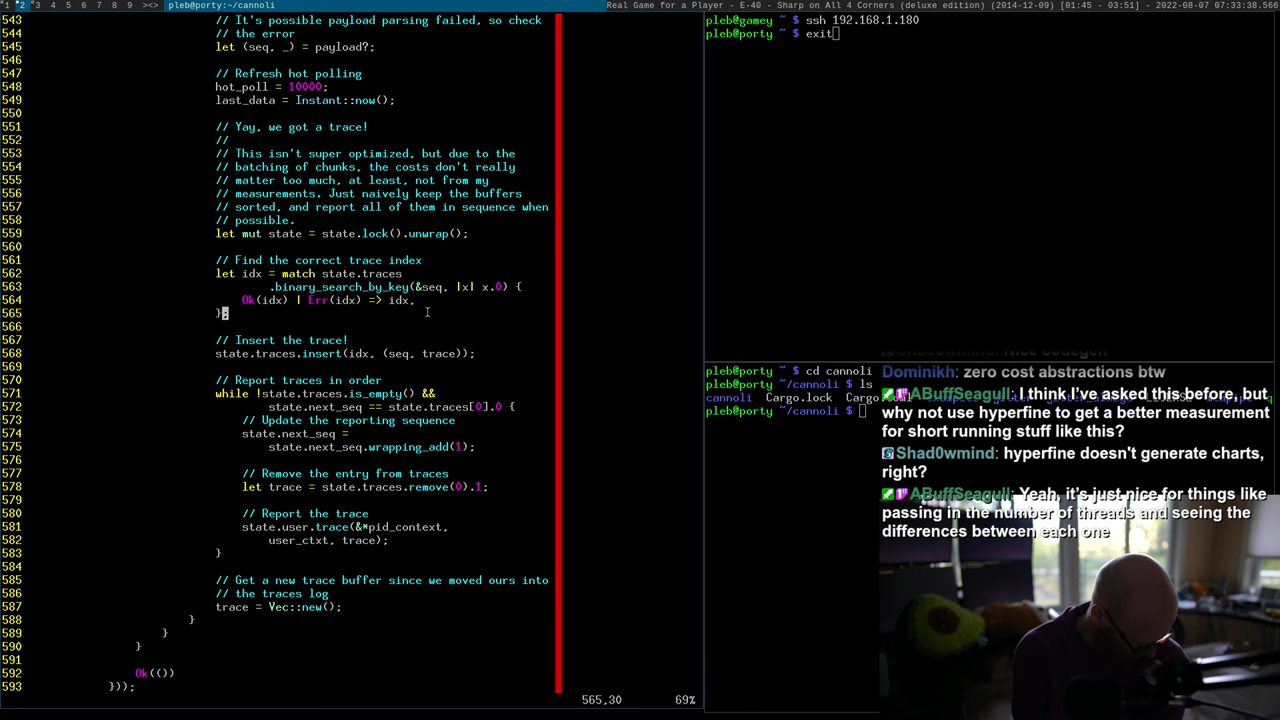 1 2 3 4 5 6 7 8 9 ><> pleb@porty:~/cannoli
Real Game for a Player - E-40 - Sharp on All 4 Corners (deluxe edition) (2014-12-09) [01:45 - 03:51] - 2022-08-07 07:33:38.566
543 // It's possible payload parsing failed, so check
544 // the error
545 let (seq, _) = payload?;
546
547 // Refresh hot polling
548 hot_poll = 10000;
549 last_data = Instant::now();
550
551 // Yay, we got a trace!
552 //
553 // This isn't super optimized, but due to the
554 // batching of chunks, the costs don't really
555 // matter too much, at least, not from my
556 // measurements. Just naively keep the buffers
557 // sorted, and report all of them in sequence when
558 // possible.
559 let mut state = state.lock().unwrap();
560
561 // Find the correct trace index
562 let idx = match state.traces
563 .binary_search_by_key(&seq, |x| x.0) {
564 Ok(idx) | Err(idx) => idx,
565 };
566
567 // Insert the trace!
568 state.traces.insert(idx, (seq, trace));
569
570 // Report traces in order
571 while !state.traces.is_empty() &&
572 state.next_seq == state.traces[0].0 {
573 // Update the reporting sequence
574 state.next_seq =
575 state.next_seq.wrapping_add(1);
576
577 // Remove the entry from traces
578 let trace = state.traces.remove(0).1;
579
580 // Report the trace
581 state.user.trace(&*pid_context,
582 user_ctxt, trace);
583 }
584
585 // Get a new trace buffer since we moved ours into
586 // the traces log
587 trace = Vec::new();
588 }
589 }
590 }
591
592 Ok(())
593 }));
565,30 69%
pleb@gamey ~ $ ssh 192.168.1.180
pleb@porty ~ $ exit
pleb@porty ~ $ cd cannoli
pleb@porty ~/cannoli $ ls
cannoli Cargo.lock
pleb@porty ~/cannoli $
Shad0wmind: Nice codegen
Dominikh: zero cost abstractions btw
ABuffSeagull: I think I've asked this before, but
why not use hyperfine to get a better measurement
for short running stuff like this?
Shad0wmind: hyperfine doesn't generate charts,
right?
ABuffSeagull: Yeah, it's just nice for things like
passing in the number of threads and seeing the
differences between each one